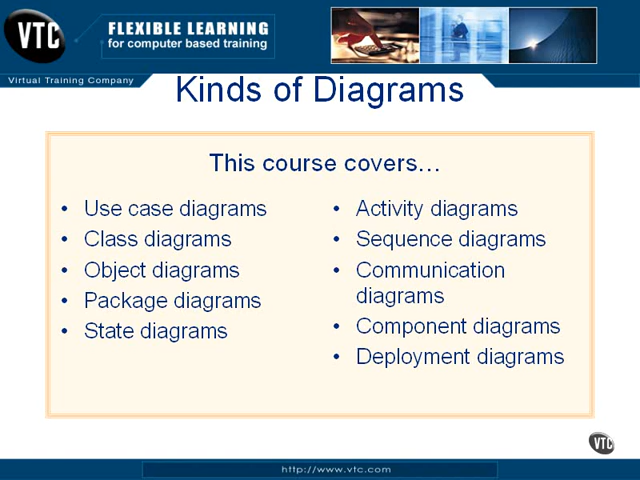 VTC
FLEXIBLE LEARNING
for computer based training
Virtual Training Company
Kinds of Diagrams
This course covers…
• Use case diagrams
• Class diagrams
• Object diagrams
• Package diagrams
• State diagrams
• Activity diagrams
• Sequence diagrams
• Communication
diagrams
• Component diagrams
• Deployment diagrams
VTC
http://www.vtc.com